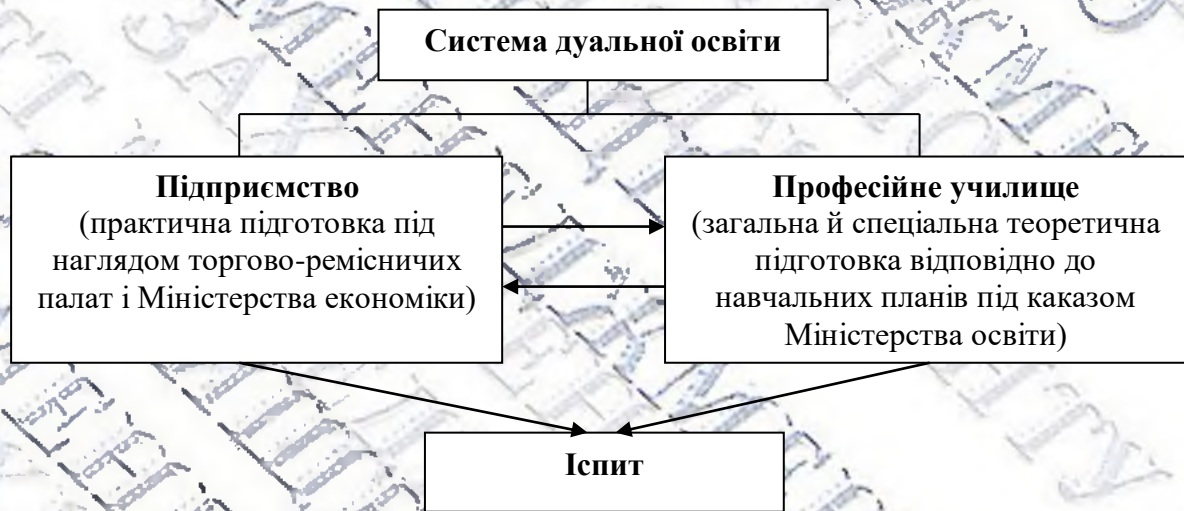 Система дуальної освіти
Підприємство
(практична підготовка під
наглядом торгово-ремісничих
палат і Міністерства економіки)
Професійне училище
(загальна й спеціальна теоретична
підготовка відповідно до
навчальних планів під каказом
Міністерства освіти)
Іспит